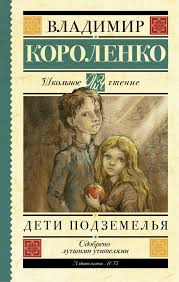 ВЛАДИМИР
КОРОЛЕНКО
Школьное чтение
ДЕТИ ПОДЗЕМЕЛЬЯ
Одобрено
лучшими учителями